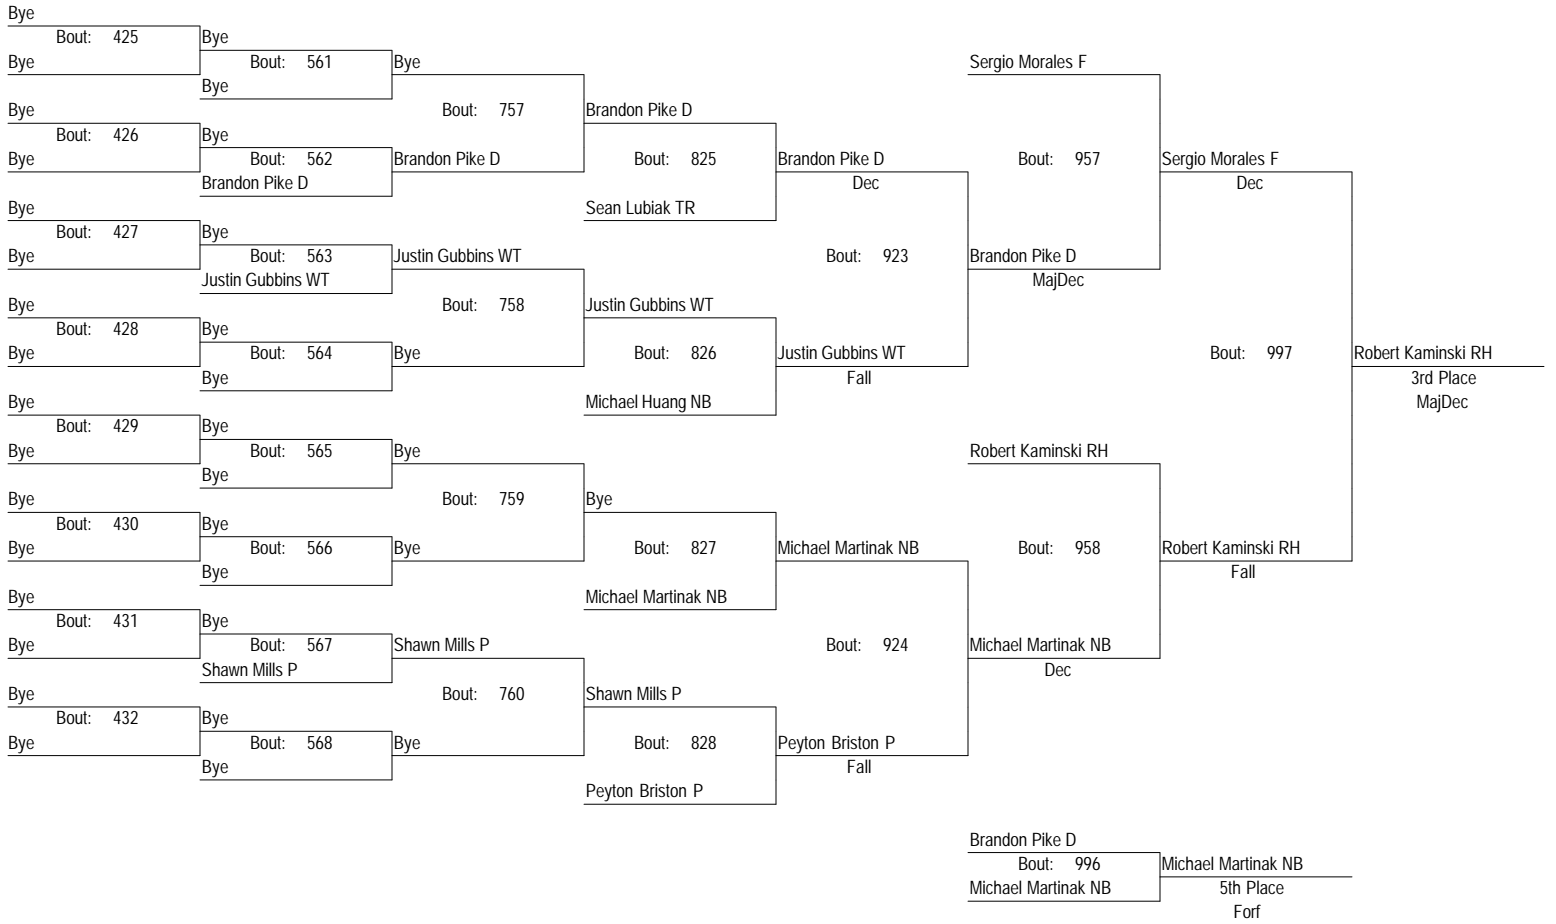 Bye
Bout: 425 Bye
Bye Bout: 561 Bye Sergio Morales F
Bye
Bye Bout: 757 Brandon Pike D
Bout: 426 Bye
Bye Bout: 562 Brandon Pike D Bout: 825 Brandon Pike D Bout: 957 Sergio Morales F
Brandon Pike D Dec Dec
Bye Sean Lubiak TR
Bout: 427 Bye
Bye Bout: 563 Justin Gubbins WT Bout: 923 Brandon Pike D
Justin Gubbins WT MajDec
Bye Bout: 758 Justin Gubbins WT
Bout: 428 Bye
Bye Bout: 564 Bye Bout: 826 Justin Gubbins WT Bout: 997 Robert Kaminski RH
Bye Fall 3rd Place
Bye Michael Huang NB MajDec
Bout: 429 Bye
Bye Bout: 565 Bye Robert Kaminski RH
Bye
Bye Bout: 759 Bye
Bout: 430 Bye
Bye Bout: 566 Bye Bout: 827 Michael Martinak NB Bout: 958 Robert Kaminski RH
Bye Fall
Bye Michael Martinak NB
Bout: 431 Bye
Bye Bout: 567 Shawn Mills P Bout: 924 Michael Martinak NB
Shawn Mills P Dec
Bye Bout: 760 Shawn Mills P
Bout: 432 Bye
Bye Bout: 568 Bye Bout: 828 Peyton Briston P
Bye Fall
Peyton Briston P
Brandon Pike D
Bout: 996 Michael Martinak NB
Michael Martinak NB 5th Place
Forf